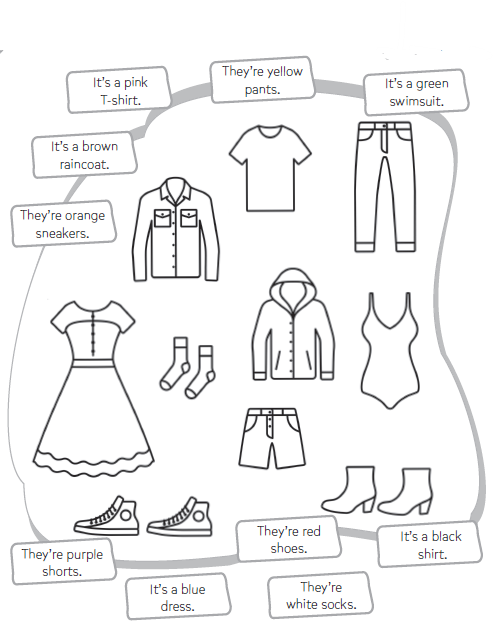 It's a pink
T-shirt.
They're yellow
pants.
It's a green
swimsuit.
It's a brown
raincoat.
They're orange
sneakers.
They're purple
shorts.
They're red
shoes.
It's a black
shirt.
It's a blue
dress.
They're
white socks.